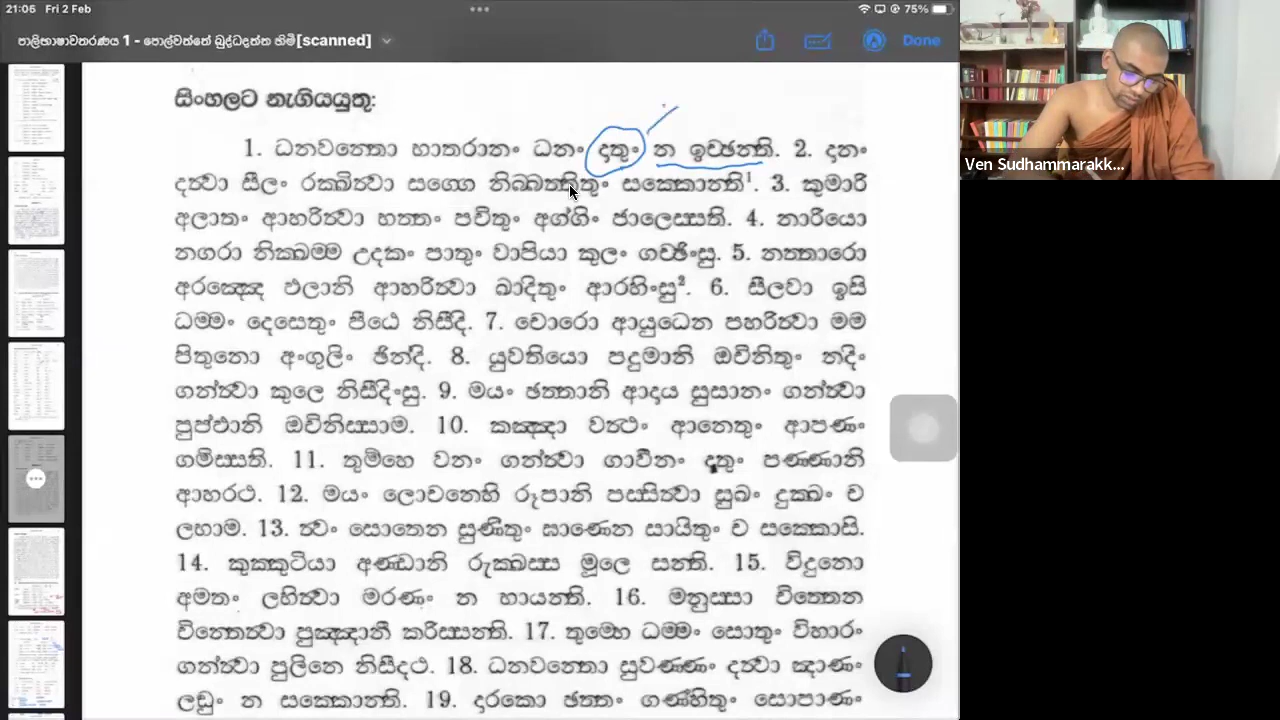 21:05 Fri 2 Feb
75%
පාලිභාෂාවතරණය 1 - පොල්වත්තේ බුද්ධදත්ත හිමි[scanned]
Done
Ven Sudhammarakk...
සිංහලට නැගියයුතු:
1. ධනවන්තො භාතරානං ධනං දාතුං න ඉච්ඡන්ති. 2. දානං
දත්වා සීලං රක්ඛිත්වා සග්ගෙ නිබ්බත්තිතුං සක්කොන්ති¹. 3. කුමාරි
අලාතං ආහරිත්වා භත්තං පචිතුං අග්ගිං ජාලෙස්සති. 4. නාරියො
නගරා නික්ඛම්ම උදකං පාතුං වාපියා කුලං ගච්ඡිංසු. 5. නත්තාරො
අරඤ්ඤෙ ඵලානි ආහරිත්වා ඛාදිතුං ආරභිංසු². 6. සීලවා ඉසි
ධම්මං දෙසෙතුං පීඨෙ නිසීදි. 7. චොරො ආයුධෙන පහරිත්වා මම
පිතුනො අංගුලිං ඡින්දි. 8. යුවතියො පදුමානි ඔචිනිතුං නදිං
ගන්ත්වා කුලෙ නිසීදිංසු. 9. මයං ඡත්තානි ආදාය සුසානං ගන්ත්වා
පුප්ඵානි ඔචිනිස්සාම. 10. කඤ්ඤා වත්ථං ආනෙතුං ආපණං
ගමිස්සති. 11. තුම්හෙ වනං ගන්ත්වා ගාවීනං දාතුං පණ්ණානි
ආහරථ. 12. මයං ලොචනෙහි රූපානි පස්සිත්වා සුඛං දුක්ඛං ච
ලභාම. 13. ත්වං සොතෙන සුණිතුං ඝාණෙන සායිතුං ච සක්කොසි.
14. කුක්කුටියා අණ්ඩානි රුක්ඛස්ස මූලෙ සන්ති. 15. විදුනො
අමතං ලභිත්වා මරණං න භායන්ති. 16. මනුස්සා චිත්තෙන
චින්තෙත්වා පුඤ්ඤානි කරිස්සන්ති. 17. තුම්හෙ ධම්මං සොතුං විහාරං
ගන්ත්වා පුලිනෙ නිසීදථ. 18. ධනවන්තො සුවණ්ණං දත්වා ඤාණං
ලද්ධුං න සක්කොන්ති. 19. දාරකො ඡත්තං ගණ්හිතුං සොපාණං